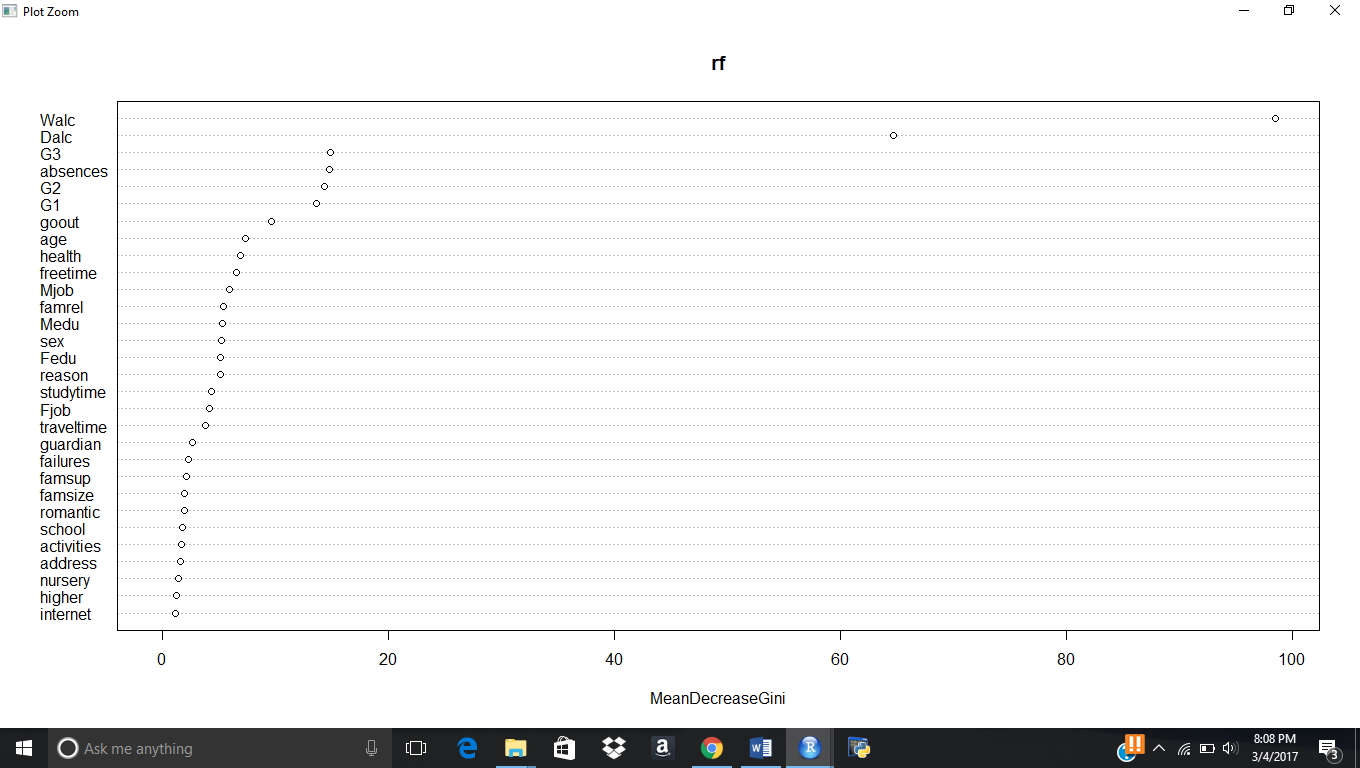 Plot Zoom
rf
Walc
Dalc
G3
absences
G2
G1
goout
age
health
freetime
Mjob
famrel
Medu
sex
Fedu
reason
studytime
Fjob
traveltime
guardian
failures
famsup
famsize
romantic
school
activities
address
nursery
higher
internet
0 20 40 60 80 100
MeanDecreaseGini
Ask me anything
8:08 PM
3/4/2017
3